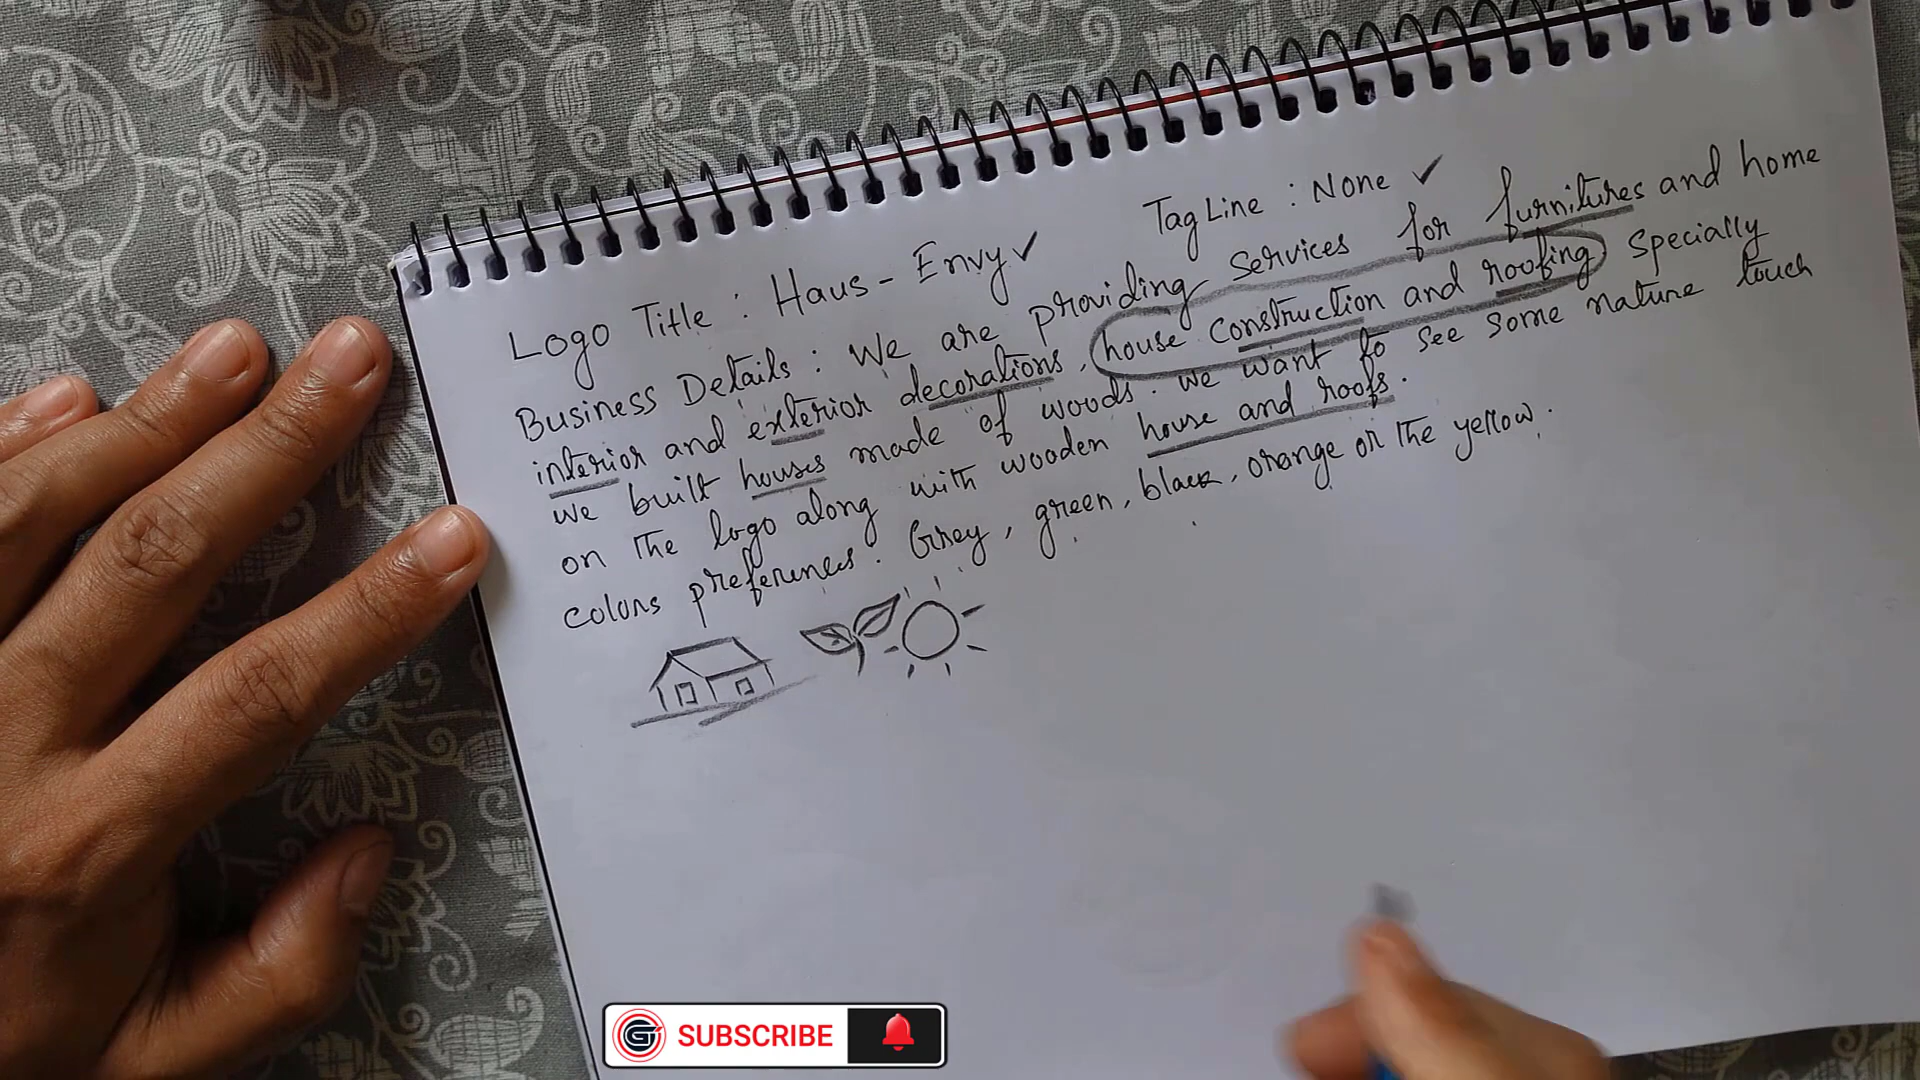 Logo Title : Haus-Envy ✓ TagLine : None ✓
Business Details : We are providing services for furnitures and home
interior and exterior decorations, house construction and roofing specially
we built houses made of woods. we want to see some nature touch
on the logo along with wooden house and roofs.
colors preferences. Grey, green, black, orange or the yellow.
SUBSCRIBE